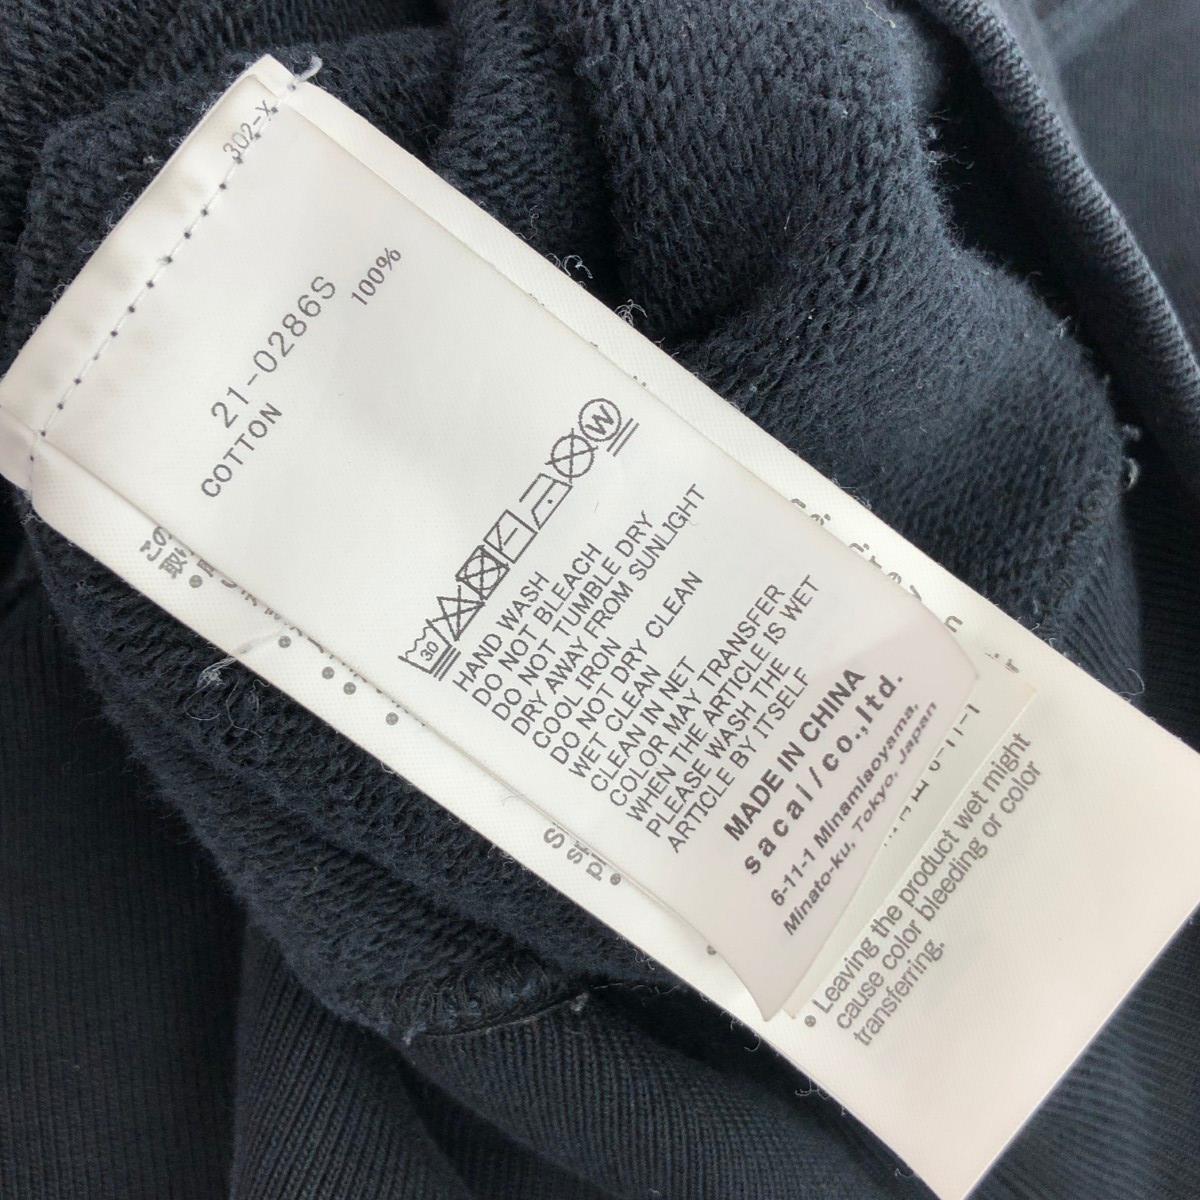 302-X
21-0286S
COTTON 100%
30
W
HAND WASH
DO NOT BLEACH
DO NOT TUMBLE DRY
DRY AWAY FROM SUNLIGHT
COOL IRON
DO NOT DRY CLEAN
WET CLEAN
CLEAN IN NET
COLOR MAY TRANSFER
WHEN THE ARTICLE IS WET
PLEASE WASH THE
ARTICLE BY ITSELF
MADE IN CHINA
sacai/co.,ltd.
6-11-1 Minamiaoyama,
Minato-ku, Tokyo, Japan
• Leaving the product wet might
cause color bleeding or color
transferring.